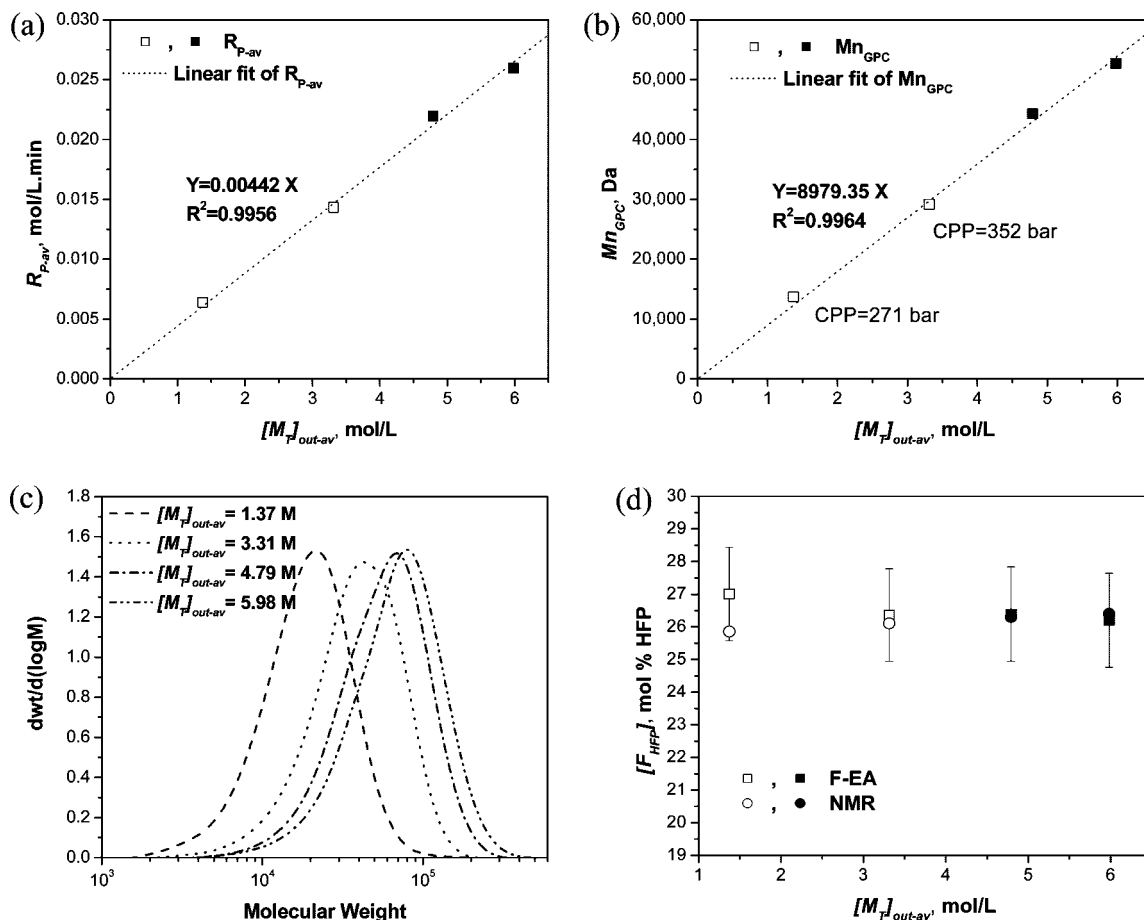 (a)
□ , ■ R_P-av
Linear fit of R_P-av
Y=0.00442 X
R²=0.9956
0.030
0.025
0.020
0.015
0.010
0.005
0.000
R_P-av, mol/L.min
0 1 2 3 4 5 6
[M_T]out-av, mol/L
(b)
□ , ■ Mn_GPC
Linear fit of Mn_GPC
Y=8979.35 X
R²=0.9964
CPP=352 bar
CPP=271 bar
60,000
50,000
40,000
30,000
20,000
10,000
0
Mn_GPC, Da
0 1 2 3 4 5 6
[M_T]out-av, mol/L
(c)
[M_T]out-av= 1.37 M
[M_T]out-av= 3.31 M
[M_T]out-av= 4.79 M
[M_T]out-av= 5.98 M
1.8
1.6
1.4
1.2
1.0
0.8
0.6
0.4
0.2
0.0
dwt/d(logM)
10³ 10⁴ 10⁵
Molecular Weight
(d)
30
29
28
27
26
25
24
23
22
21
20
19
[F_HFP], mol % HFP
□ , ■ F-EA
○ , ● NMR
1 2 3 4 5 6
[M_T]out-av, mol/L